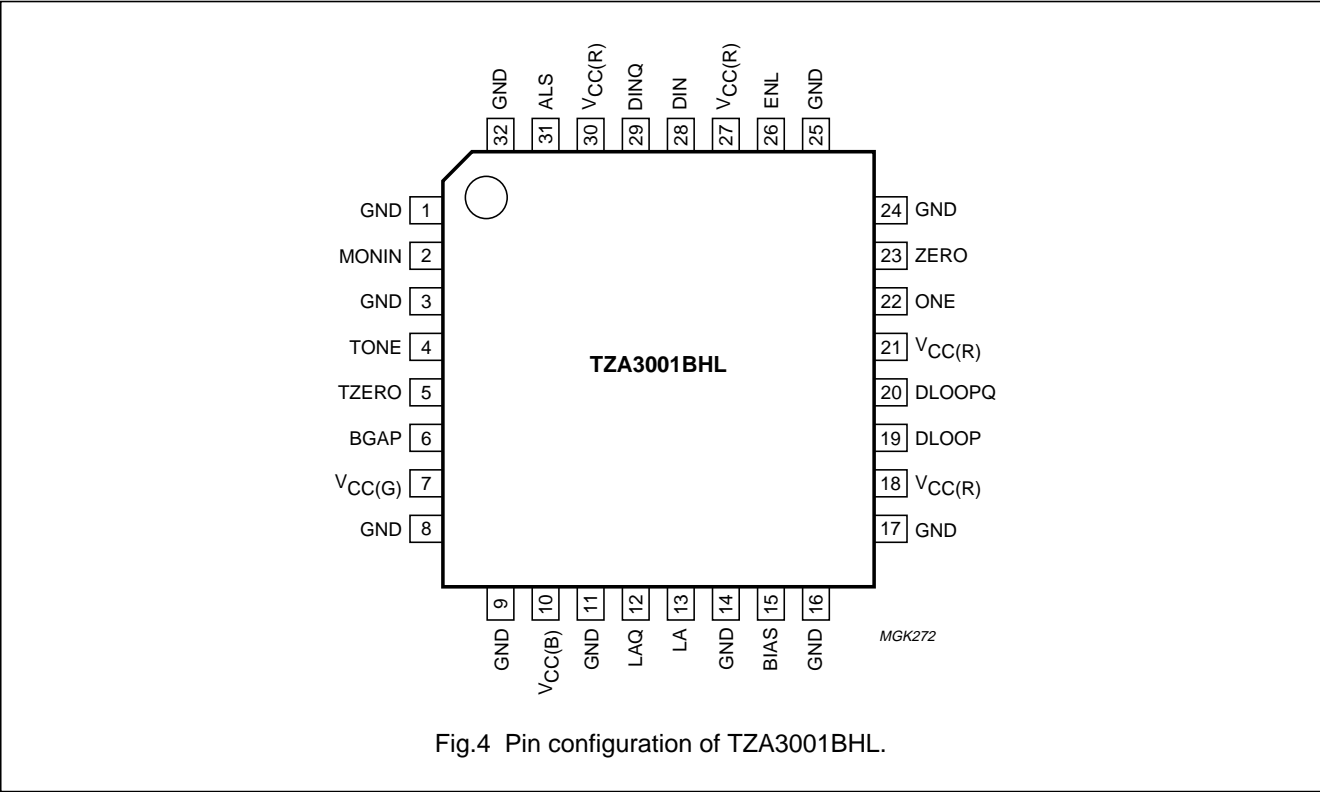 GND
ALS
VCC(R)
DINQ
DIN
VCC(R)
ENL
GND
32
31
30
29
28
27
26
25
GND 1
MONIN 2
GND 3
TONE 4
TZERO 5
BGAP 6
VCC(G) 7
GND 8
TZA3001BHL
24 GND
23 ZERO
22 ONE
21 VCC(R)
20 DLOOPQ
19 DLOOP
18 VCC(R)
17 GND
9
10
11
12
13
14
15
16
GND
VCC(B)
GND
LAQ
LA
GND
BIAS
GND
MGK272
Fig.4 Pin configuration of TZA3001BHL.